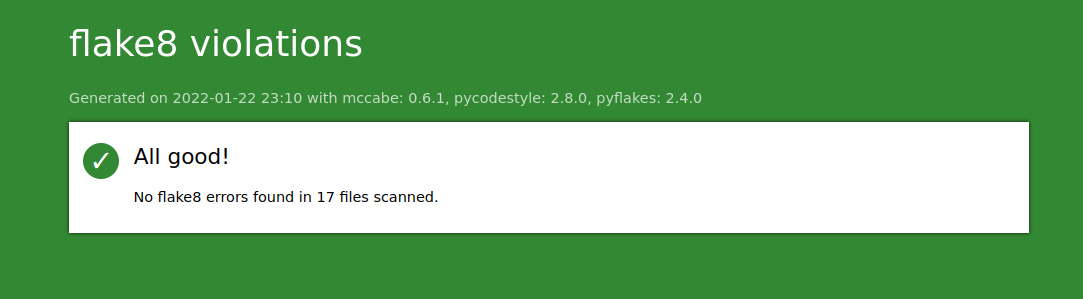 flake8 violations
Generated on 2022-01-22 23:10 with mccabe: 0.6.1, pycodestyle: 2.8.0, pyflakes: 2.4.0
All good!
No flake8 errors found in 17 files scanned.